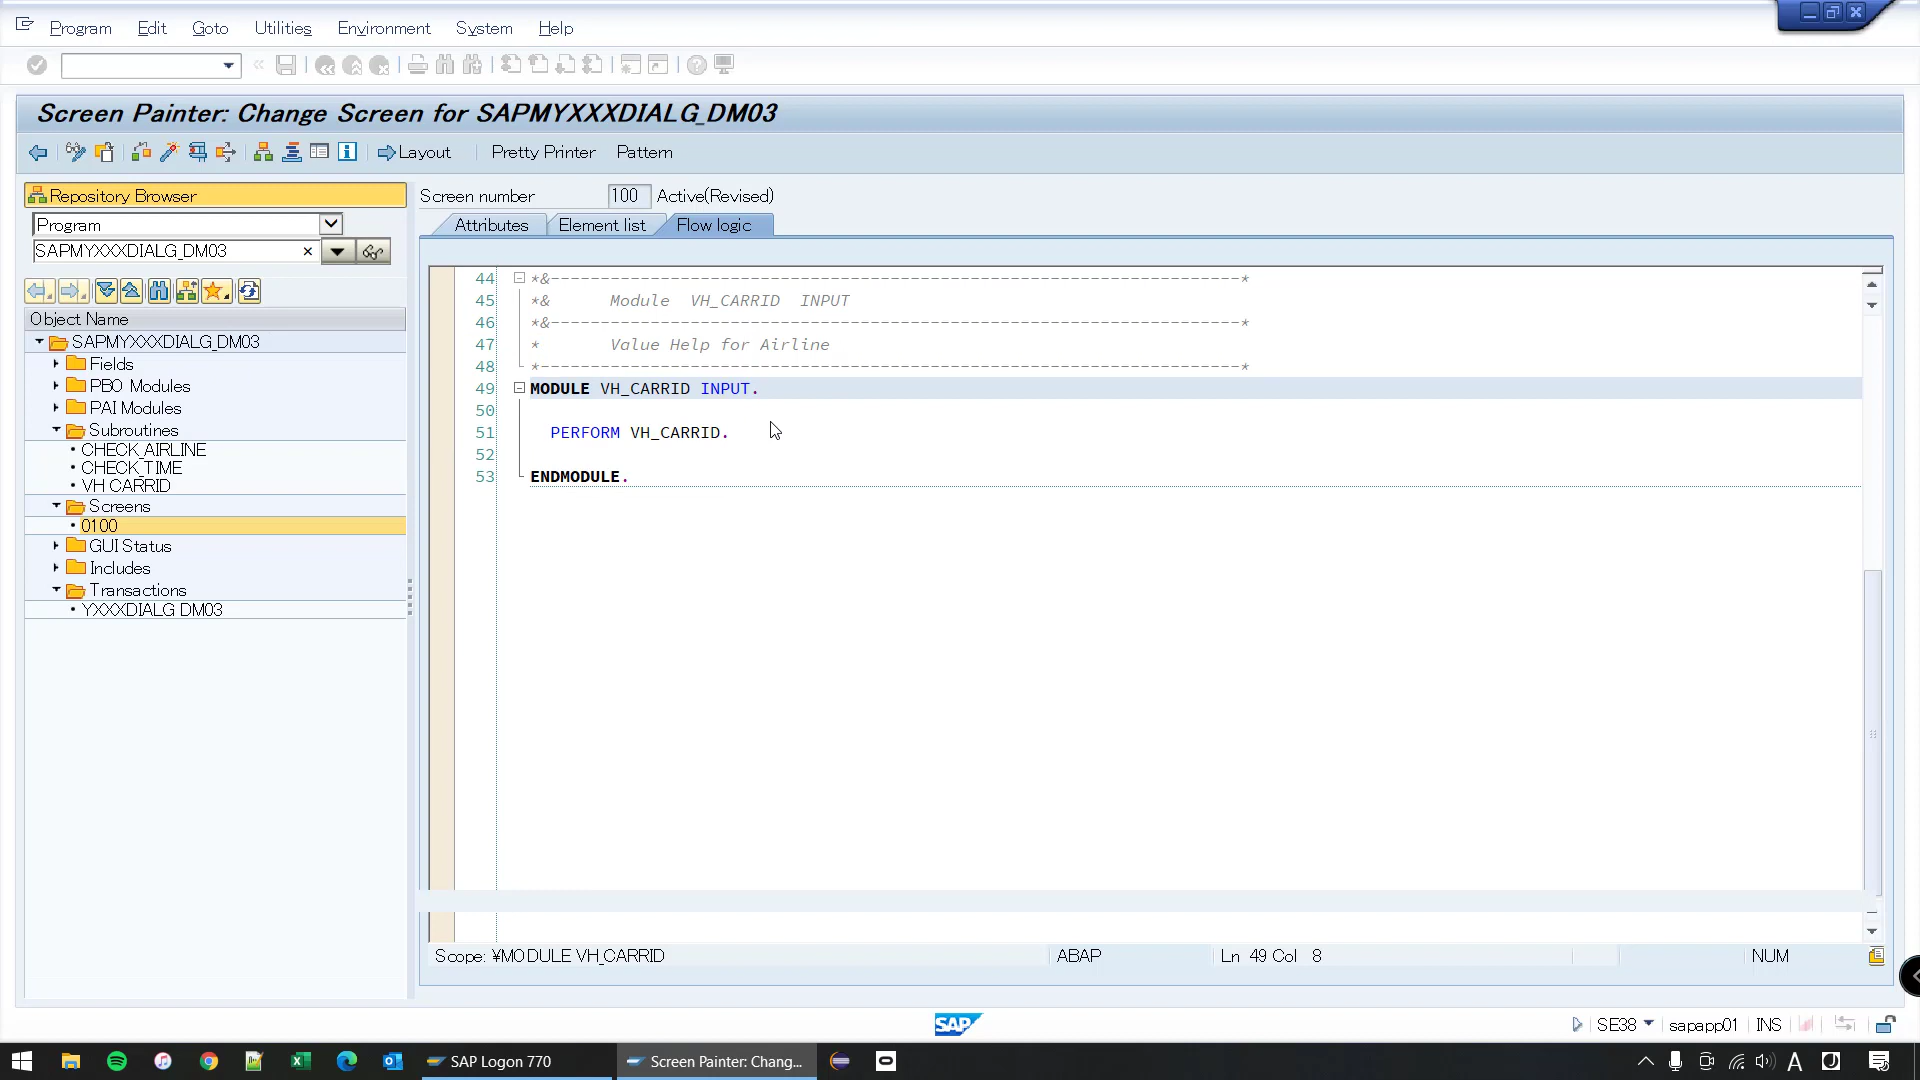 Program Edit Goto Utilities Environment System Help
Screen Painter: Change Screen for SAPMYXXXDIALG_DM03
Layout Pretty Printer Pattern
Repository Browser
Program
SAPMYXXXDIALG_DM03
Object Name
SAPMYXXXDIALG_DM03
Fields
PBO Modules
PAI Modules
Subroutines
CHECK_AIRLINE
CHECK_TIME
VH_CARRID
Screens
0100
GUI Status
Includes
Transactions
YXXXDIALG_DM03
Screen number 100 Active(Revised)
Attributes Element list Flow logic
44 *&---------------------------------------------------------------------*
45 *& Module VH_CARRID INPUT
46 *&---------------------------------------------------------------------*
47 * Value Help for Airline
48 *----------------------------------------------------------------------*
49 MODULE VH_CARRID INPUT.
50
51 PERFORM VH_CARRID.
52
53 ENDMODULE.
Scope: ¥MODULE VH_CARRID ABAP Ln 49 Col 8 NUM
SAP
SE38 sapapp01 INS
SAP Logon 770 Screen Painter: Chang... A